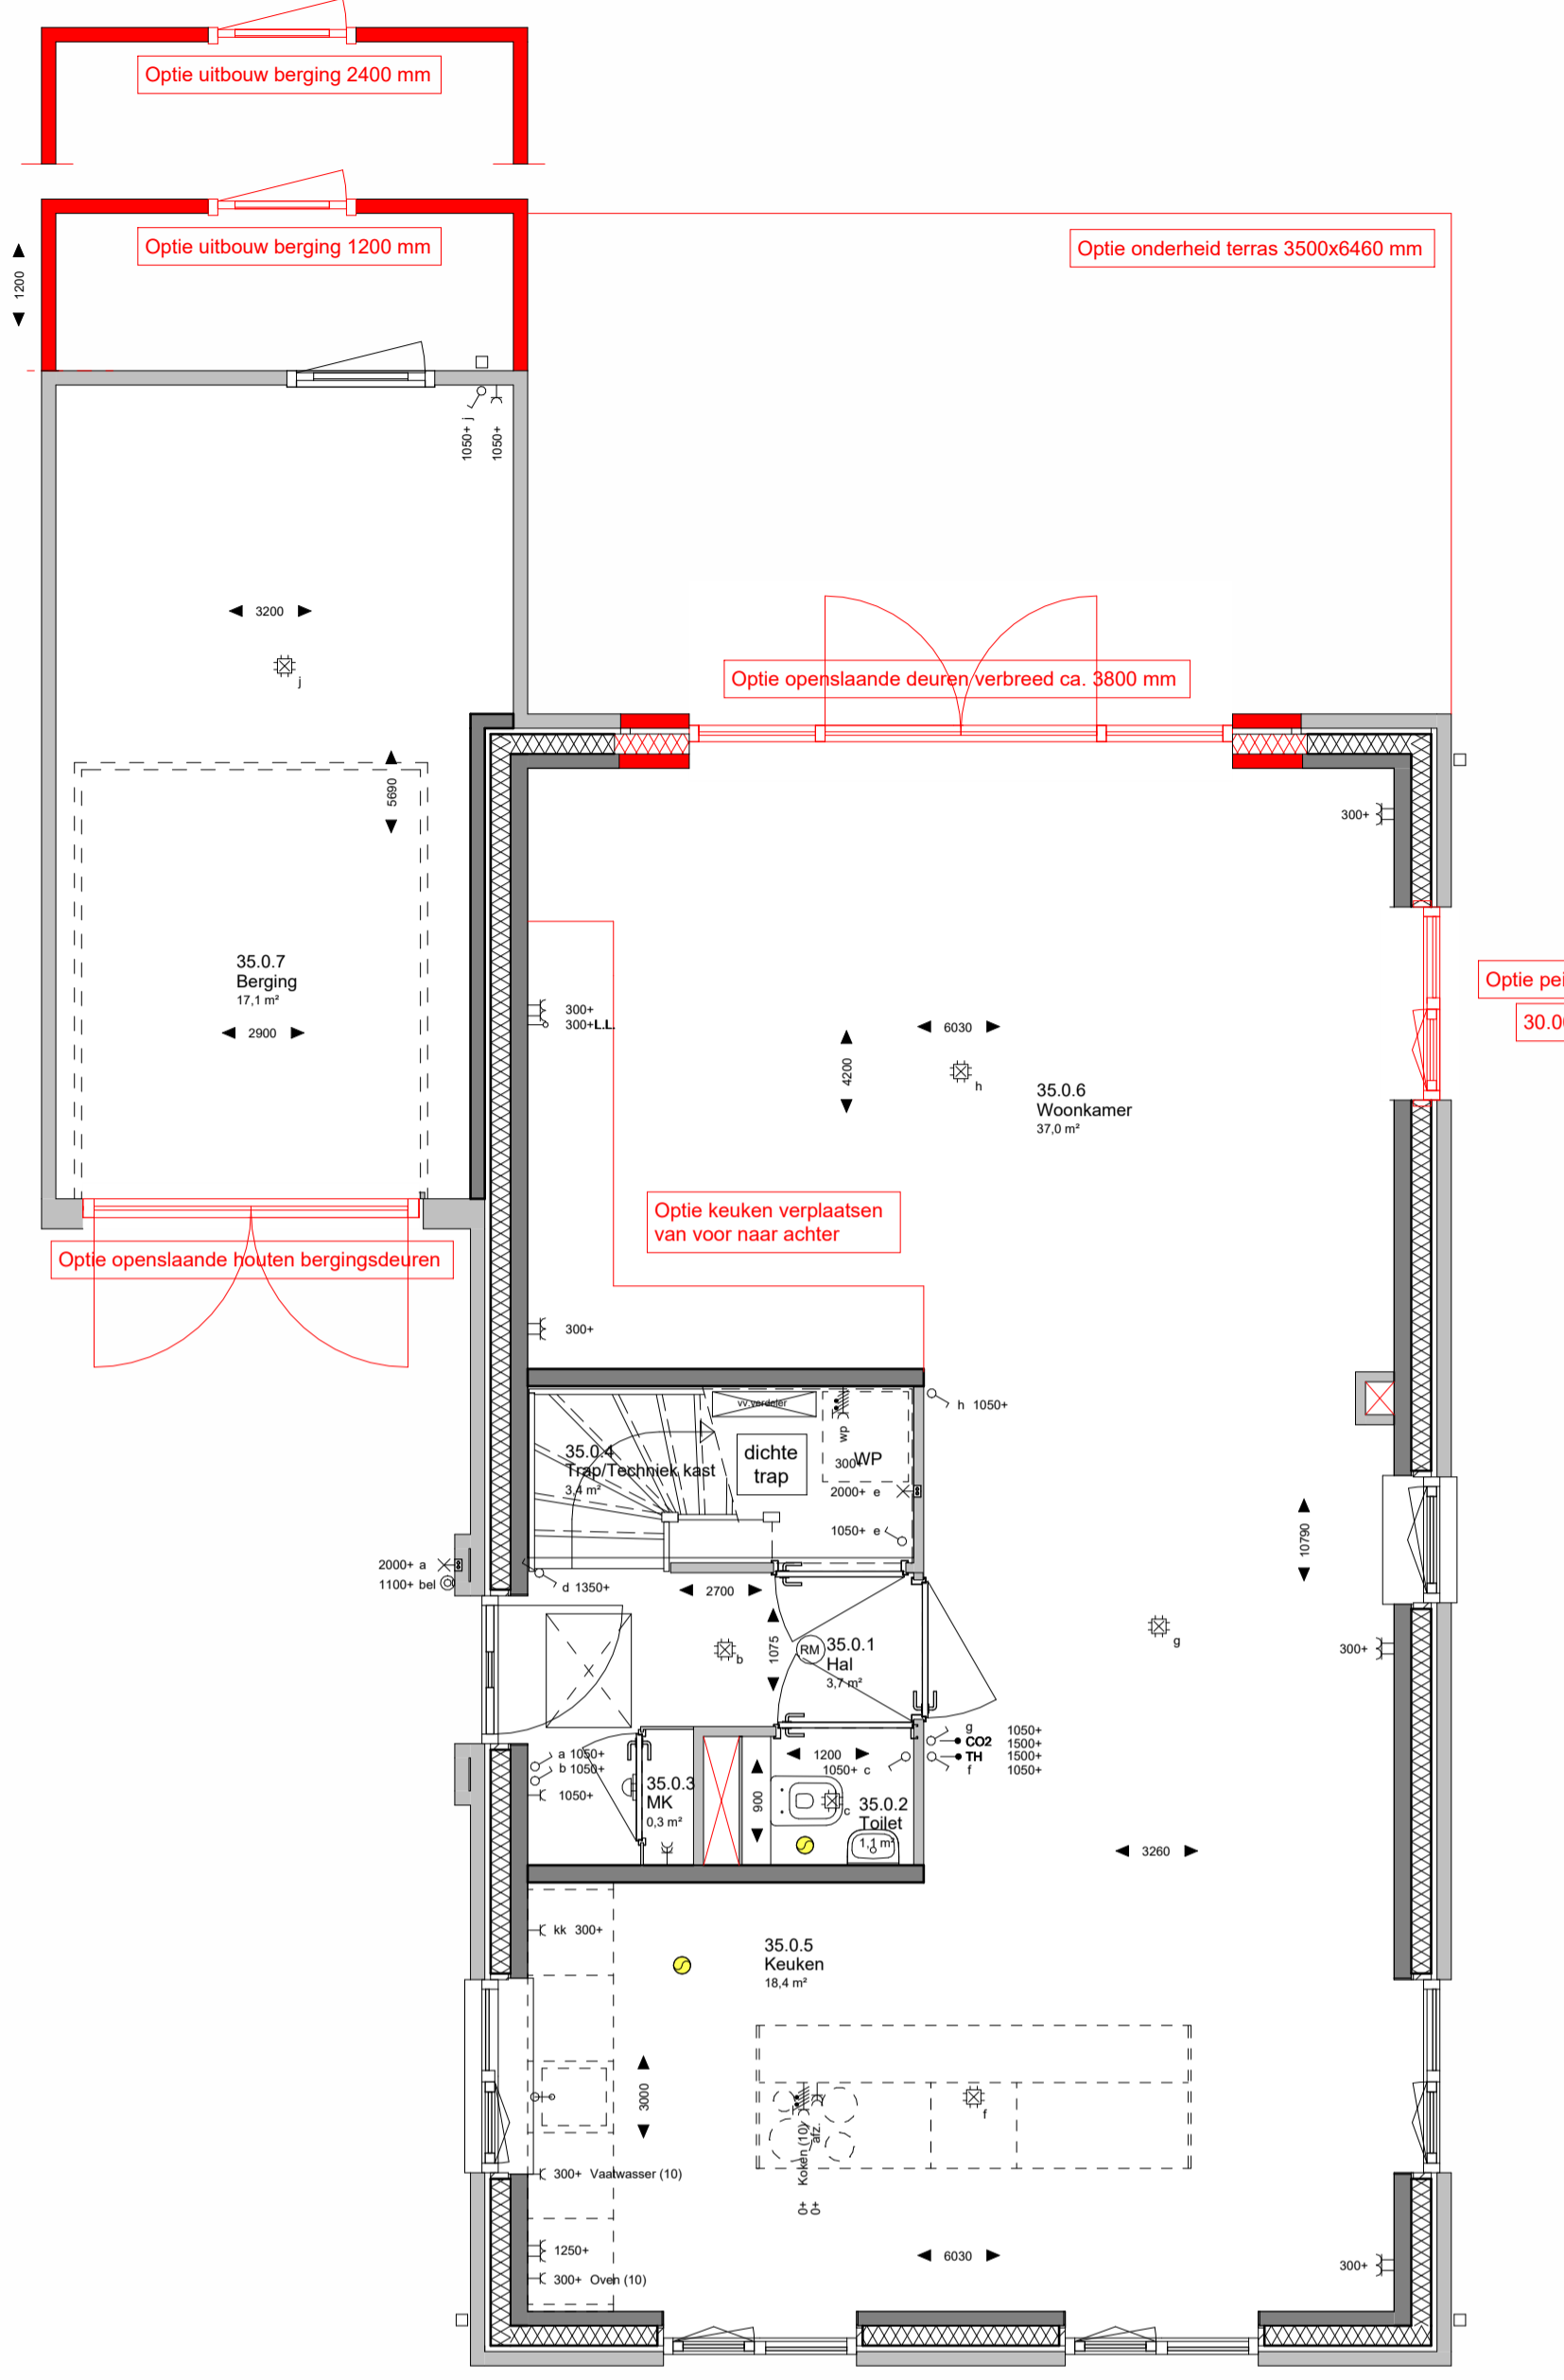 Optie uitbouw berging 2400 mm
Optie uitbouw berging 1200 mm
Optie onderheid terras 3500x6460 mm
1200
1050+ j
1050+
3200
j
Optie openslaande deuren verbreed ca. 3800 mm
5690
300+
35.0.7
Berging
17,1 m²
2900
300+
300+L.L.
4200
6030
h
35.0.6
Woonkamer
37,0 m²
Optie pei
30.00
Optie keuken verplaatsen
van voor naar achter
Optie openslaande houten bergingsdeuren
300+
vv.verdeler
wp
h 1050+
35.0.4
Trap/Techniek kast
3,4 m²
dichte
trap
300+
WP
2000+ e
1050+ e
10790
2000+ a
1100+ bel
d 1350+
2700
1075
b
RM
35.0.1
Hal
3,7 m²
g
300+
a 1050+
b 1050+
1050+
35.0.3
MK
0,3 m²
900
1200
1050+ c
c
35.0.2
Toilet
1,1 m²
g 1050+
CO2 1500+
TH 1500+
f 1050+
3260
kk 300+
35.0.5
Keuken
18,4 m²
3000
Koken (10)
afz.
0+
0+
f
300+ Vaatwasser (10)
1250+
300+ Oven (10)
6030
300+